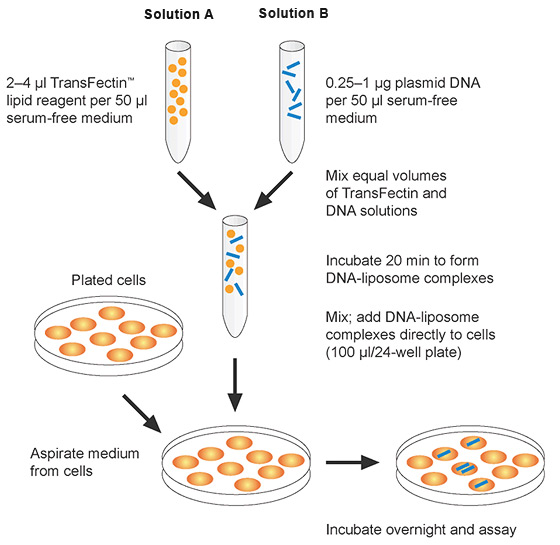 Solution A
Solution B
2–4 µl TransFectin™
lipid reagent per 50 µl
serum-free medium
0.25–1 µg plasmid DNA
per 50 µl serum-free
medium
Mix equal volumes
of TransFectin and
DNA solutions
Incubate 20 min to form
DNA-liposome complexes
Plated cells
Mix; add DNA-liposome
complexes directly to cells
(100 µl/24-well plate)
Aspirate medium
from cells
Incubate overnight and assay